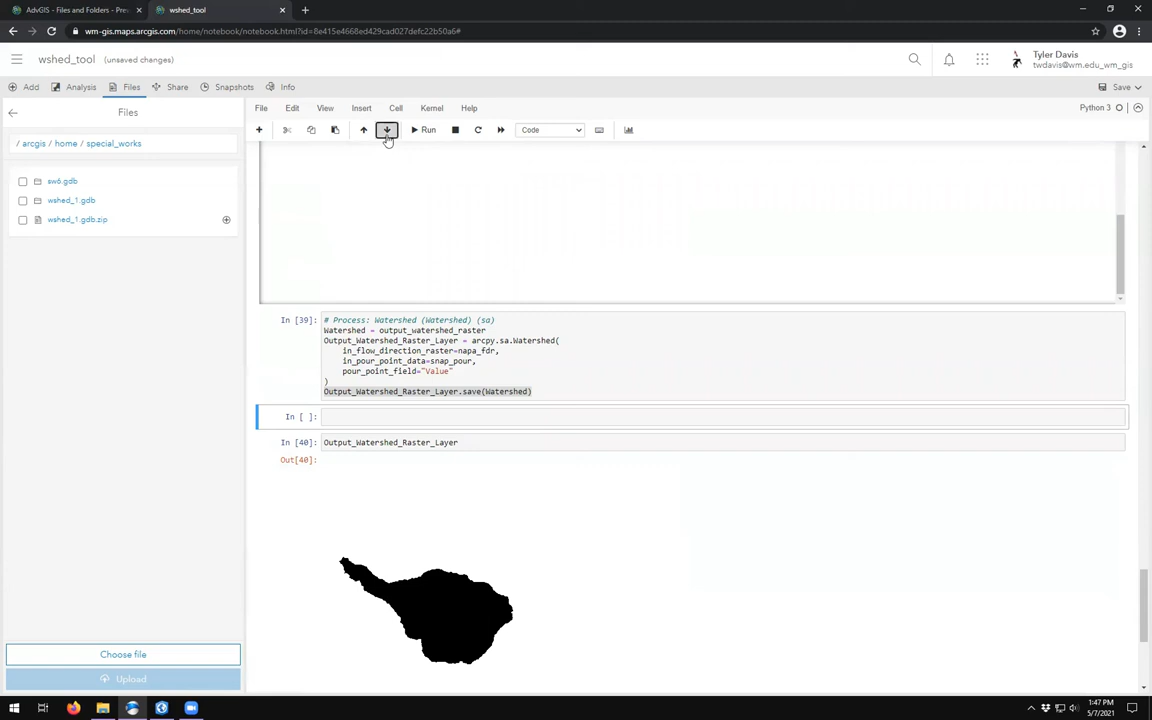 AdvGIS - Files and Folders - Pre
wshed_tool
wm-gis.maps.arcgis.com/home/notebook/notebook.html?id=8e415e4668ed429cad027defc22b50a6#
wshed_tool (unsaved changes)
Tyler Davis
twdavis@wm.edu_wm_gis
Add Analysis Files Share Snapshots Info Save
Files
File Edit View Insert Cell Kernel Help Python 3
Run Code
/ arcgis / home / special_works
sw6.gdb
wshed_1.gdb
wshed_1.gdb.zip
In [39]:
# Process: Watershed (Watershed) (sa)
Watershed = output_watershed_raster
Output_Watershed_Raster_Layer = arcpy.sa.Watershed(
in_flow_direction_raster=napa_fdr,
in_pour_point_data=snap_pour,
pour_point_field="Value"
)
Output_Watershed_Raster_Layer.save(Watershed)
In [ ]:
In [40]: Output_Watershed_Raster_Layer
Out[40]:
Choose file
Upload
1:47 PM
5/7/2021